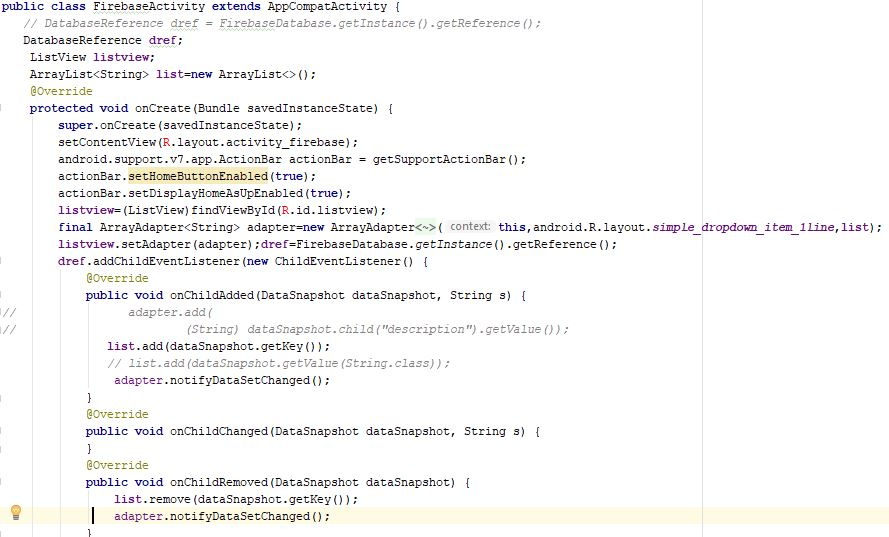 public class FirebaseActivity extends AppCompatActivity {
// DatabaseReference dref = FirebaseDatabase.getInstance().getReference();
DatabaseReference dref;
ListView listview;
ArrayList<String> list=new ArrayList<>();
@Override
protected void onCreate(Bundle savedInstanceState) {
super.onCreate(savedInstanceState);
setContentView(R.layout.activity_firebase);
android.support.v7.app.ActionBar actionBar = getSupportActionBar();
actionBar.setHomeButtonEnabled(true);
actionBar.setDisplayHomeAsUpEnabled(true);
listview=(ListView)findViewById(R.id.listview);
final ArrayAdapter<String> adapter=new ArrayAdapter<~>( context: this,android.R.layout.simple_dropdown_item_1line,list);
listview.setAdapter(adapter);dref=FirebaseDatabase.getInstance().getReference();
dref.addChildEventListener(new ChildEventListener() {
@Override
public void onChildAdded(DataSnapshot dataSnapshot, String s) {
// adapter.add(
// (String) dataSnapshot.child("description").getValue());
list.add(dataSnapshot.getKey());
// list.add(dataSnapshot.getValue(String.class));
adapter.notifyDataSetChanged();
}
@Override
public void onChildChanged(DataSnapshot dataSnapshot, String s) {
}
@Override
public void onChildRemoved(DataSnapshot dataSnapshot) {
list.remove(dataSnapshot.getKey());
adapter.notifyDataSetChanged();
}